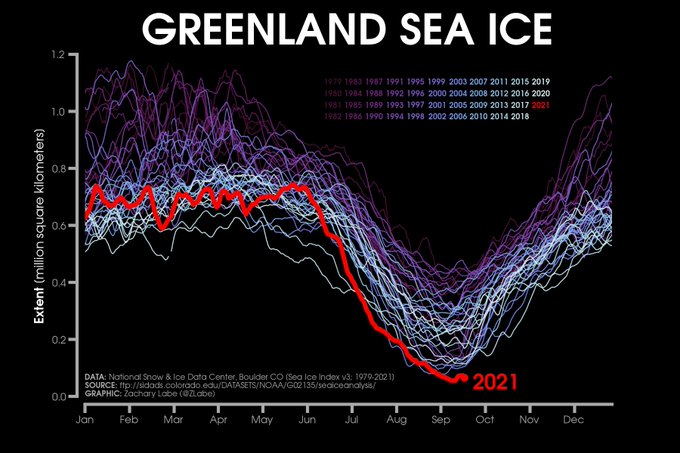 GREENLAND SEA ICE
1.2
1.0
0.8
0.6
0.4
0.2
0.0
Extent (million square kilometers)
1979 1983 1987 1991 1995 1999 2003 2007 2011 2015 2019
1980 1984 1988 1992 1996 2000 2004 2008 2012 2016 2020
1981 1985 1989 1993 1997 2001 2005 2009 2013 2017 2021
1982 1986 1990 1994 1998 2002 2006 2010 2014 2018
2021
DATA: National Snow & Ice Data Center, Boulder CO (Sea Ice Index v3; 1979-2021)
SOURCE: ftp://sidads.colorado.edu/DATASETS/NOAA/G02135/seaiceanalysis/
GRAPHIC: Zachary Labe (@ZLabe)
Jan Feb Mar Apr May Jun Jul Aug Sep Oct Nov Dec